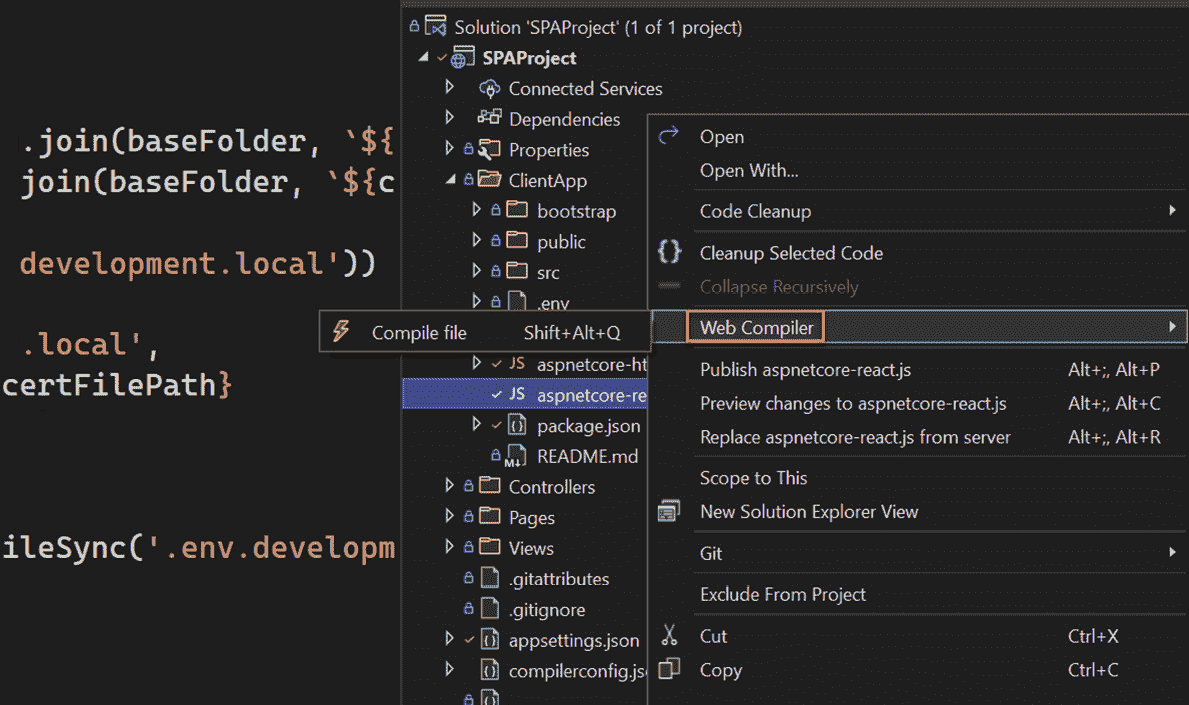 .join(baseFolder, `${
join(baseFolder, `${c
development.local'))
.local',
certFilePath}
ileSync('.env.developm
Solution 'SPAProject' (1 of 1 project)
SPAProject
Connected Services
Dependencies
Properties
ClientApp
bootstrap
public
src
.env
JS aspnetcore-ht
JS aspnetcore-re
package.json
README.md
Controllers
Pages
Views
.gitattributes
.gitignore
appsettings.json
compilerconfig.js
Compile file Shift+Alt+Q
Open
Open With...
Code Cleanup
Cleanup Selected Code
Collapse Recursively
Web Compiler
Publish aspnetcore-react.js Alt+;, Alt+P
Preview changes to aspnetcore-react.js Alt+;, Alt+C
Replace aspnetcore-react.js from server Alt+;, Alt+R
Scope to This
New Solution Explorer View
Git
Exclude From Project
Cut Ctrl+X
Copy Ctrl+C